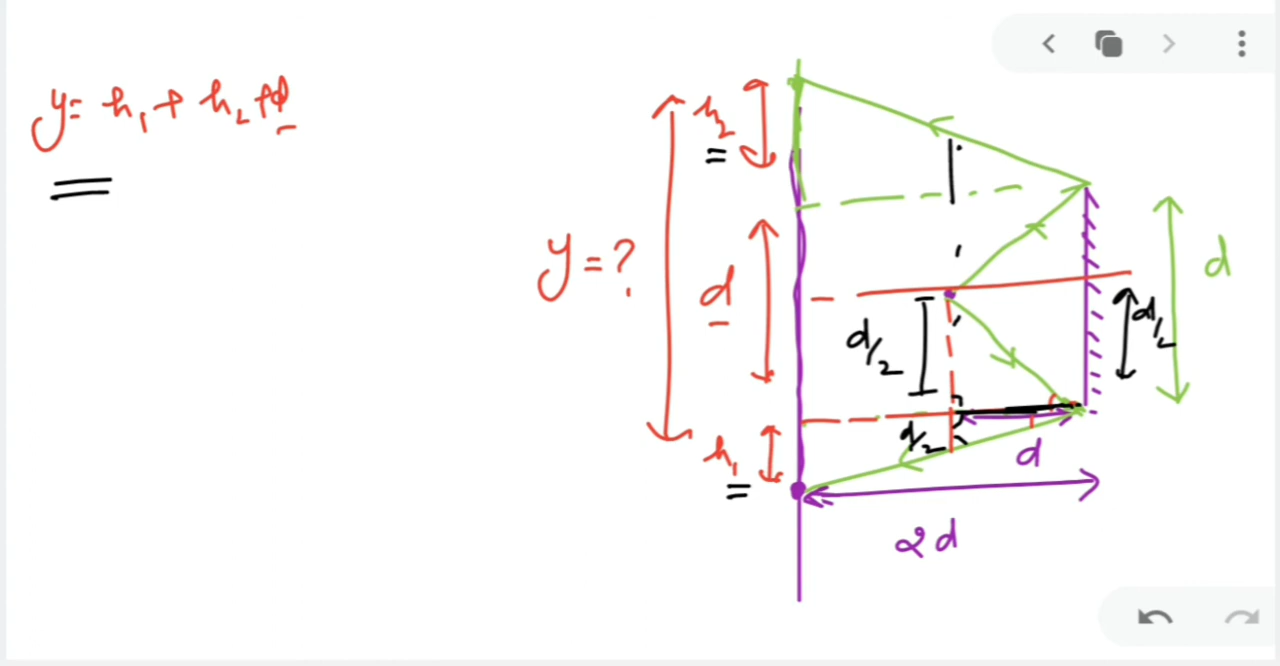 y = h₁ + h₂ + d
h₂
y = ?
d
d
d/2
d/2
d/2
h₁
d
2d